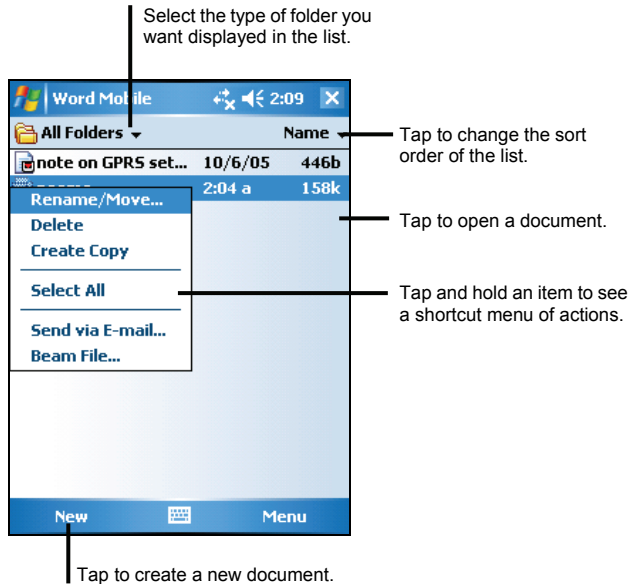 Select the type of folder you
want displayed in the list.
Word Mobile 2:09
All Folders Name
Tap to change the sort
order of the list.
note on GPRS set... 10/6/05 446b
2:04 a 158k
Rename/Move...
Tap to open a document.
Delete
Create Copy
Select All
Tap and hold an item to see
a shortcut menu of actions.
Send via E-mail...
Beam File...
New Menu
Tap to create a new document.